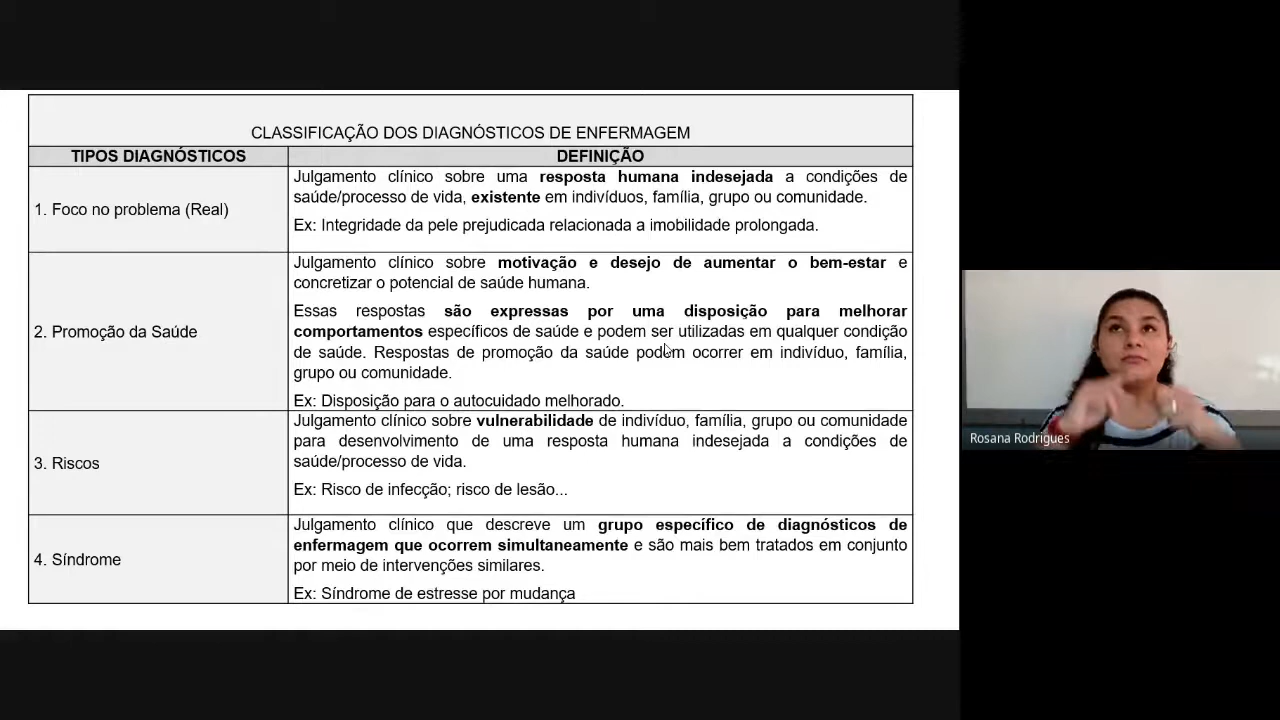 CLASSIFICAÇÃO DOS DIAGNÓSTICOS DE ENFERMAGEM
TIPOS DIAGNÓSTICOS
DEFINIÇÃO
1. Foco no problema (Real)
Julgamento clínico sobre uma resposta humana indesejada a condições de
saúde/processo de vida, existente em indivíduos, família, grupo ou comunidade.
Ex: Integridade da pele prejudicada relacionada a imobilidade prolongada.
2. Promoção da Saúde
Julgamento clínico sobre motivação e desejo de aumentar o bem-estar e
concretizar o potencial de saúde humana.
Essas respostas são expressas por uma disposição para melhorar
comportamentos específicos de saúde e podem ser utilizadas em qualquer condição
de saúde. Respostas de promoção da saúde podem ocorrer em indivíduo, família,
grupo ou comunidade.
Ex: Disposição para o autocuidado melhorado.
3. Riscos
Julgamento clínico sobre vulnerabilidade de indivíduo, família, grupo ou comunidade
para desenvolvimento de uma resposta humana indesejada a condições de
saúde/processo de vida.
Ex: Risco de infecção; risco de lesão...
4. Síndrome
Julgamento clínico que descreve um grupo específico de diagnósticos de
enfermagem que ocorrem simultaneamente e são mais bem tratados em conjunto
por meio de intervenções similares.
Ex: Síndrome de estresse por mudança
Rosana Rodrigues